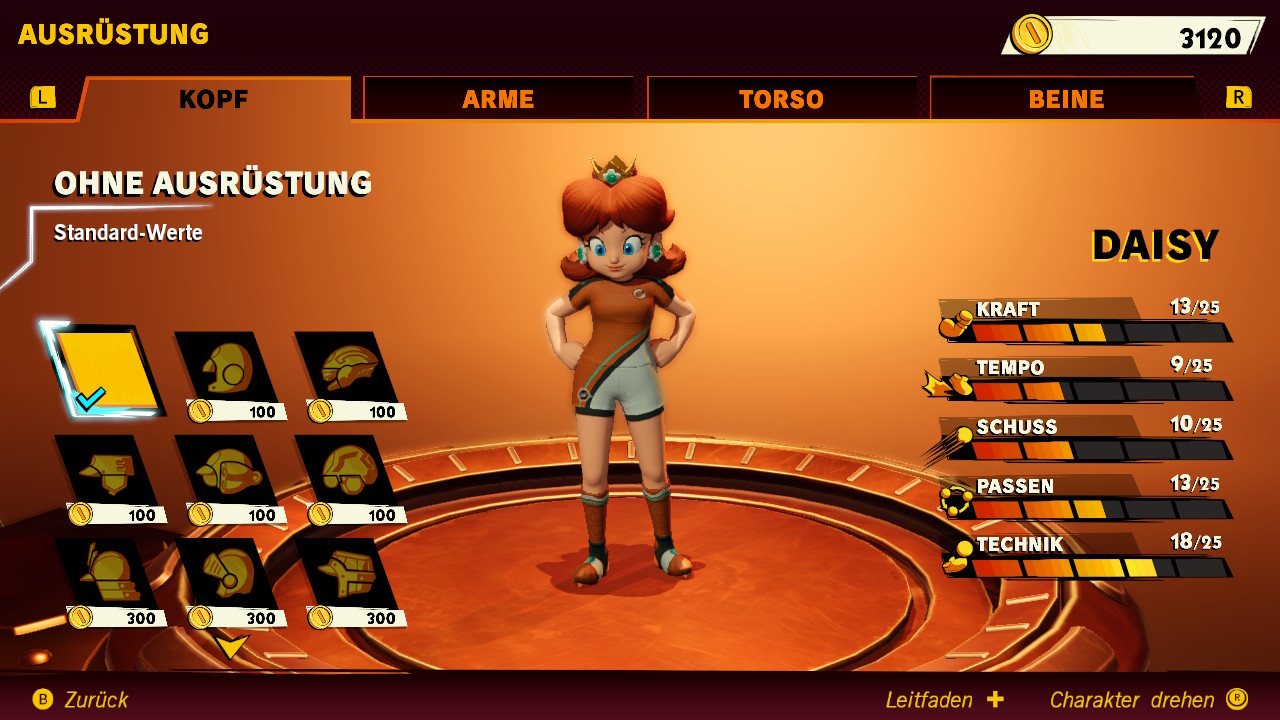 AUSRÜSTUNG
3120
L
KOPF
ARME
TORSO
BEINE
R
OHNE AUSRÜSTUNG
Standard-Werte
DAISY
100
100
100
100
100
300
300
300
KRAFT 13/25
TEMPO 9/25
SCHUSS 10/25
PASSEN 13/25
TECHNIK 18/25
B Zurück
Leitfaden +
Charakter drehen R